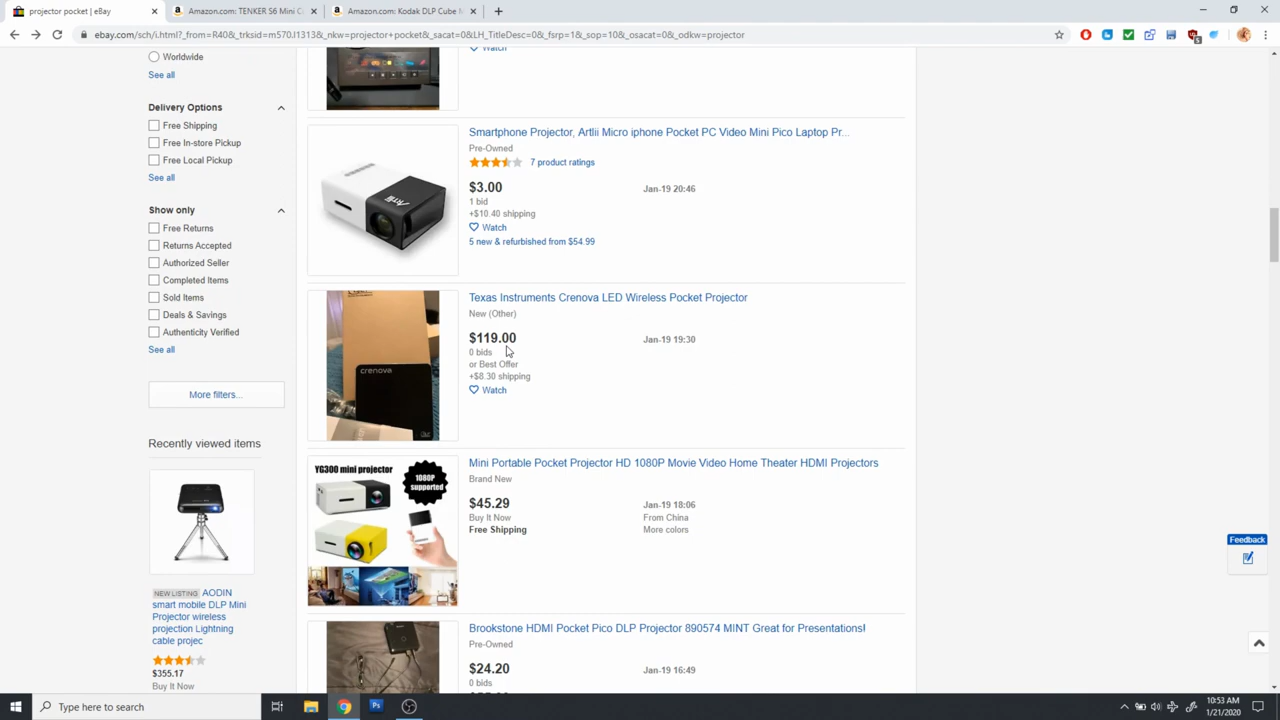 projector pocket | eBay
Amazon.com: TENKER S6 Mini C
Amazon.com: Kodak DLP Cube M
ebay.com/sch/i.html?_from=R40&_trksid=m570.l1313&_nkw=projector+pocket&_sacat=0&LH_TitleDesc=0&_fsrp=1&_sop=10&_osacat=0&_odkw=projector
Worldwide
See all
Delivery Options
Free Shipping
Free In-store Pickup
Free Local Pickup
See all
Show only
Free Returns
Returns Accepted
Authorized Seller
Completed Items
Sold Items
Deals & Savings
Authenticity Verified
See all
More filters...
Recently viewed items
NEW LISTING AODIN
smart mobile DLP Mini
Projector wireless
projection Lightning
cable projec
$355.17
Buy It Now
Watch
Smartphone Projector, Artlii Micro iphone Pocket PC Video Mini Pico Laptop Pr...
Pre-Owned
7 product ratings
$3.00
Jan-19 20:46
1 bid
+$10.40 shipping
Watch
5 new & refurbished from $54.99
Artlii
Texas Instruments Crenova LED Wireless Pocket Projector
New (Other)
$119.00
Jan-19 19:30
0 bids
or Best Offer
+$8.30 shipping
Watch
crenova
Mini Portable Pocket Projector HD 1080P Movie Video Home Theater HDMI Projectors
Brand New
$45.29
Jan-19 18:06
Buy It Now
From China
Free Shipping
More colors
YG300 mini projector
1080P
supported
Brookstone HDMI Pocket Pico DLP Projector 890574 MINT Great for Presentations!
Pre-Owned
$24.20
Jan-19 16:49
0 bids
Feedback
Type here to search
10:53 AM
1/21/2020